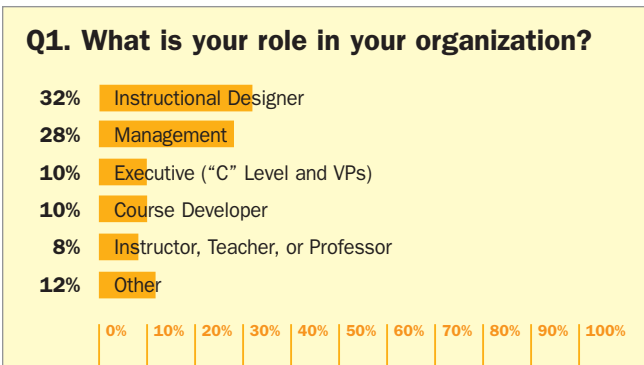 Q1. What is your role in your organization?
32% Instructional Designer
28% Management
10% Executive (“C” Level and VPs)
10% Course Developer
8% Instructor, Teacher, or Professor
12% Other
0% 10% 20% 30% 40% 50% 60% 70% 80% 90% 100%